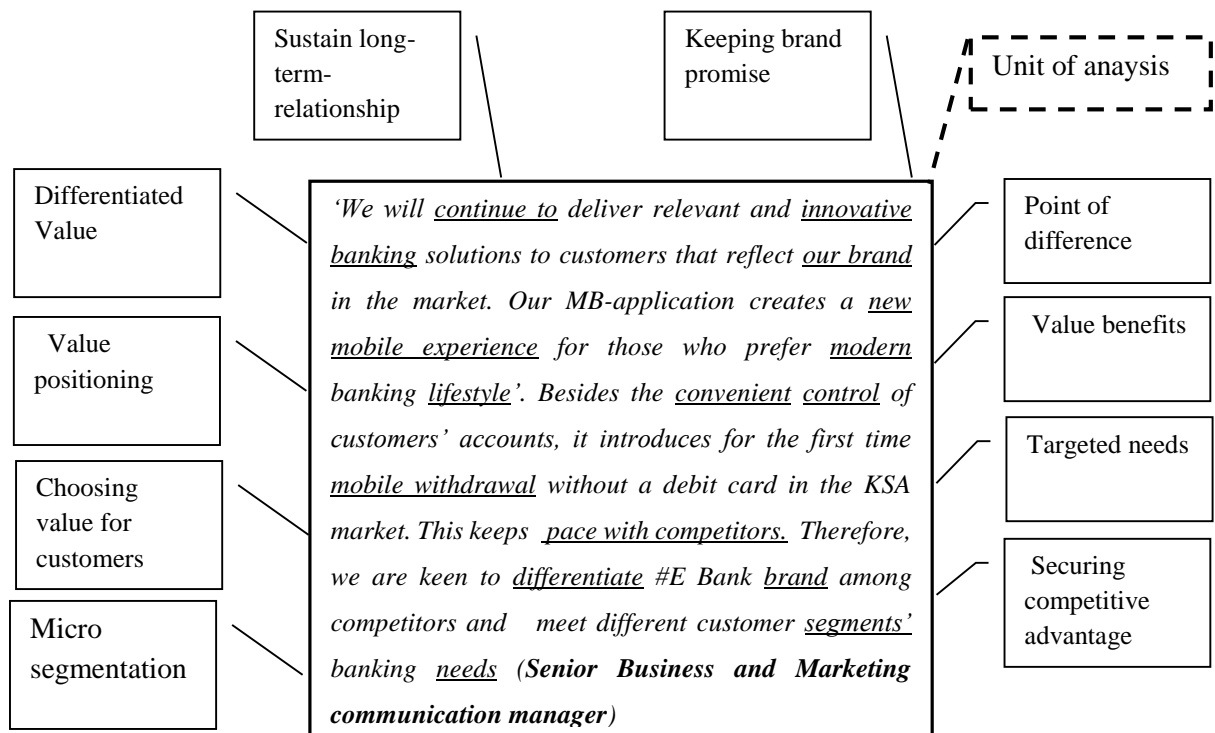 Sustain long-
term-
relationship
Keeping brand
promise
Unit of anaysis
Differentiated
Value
Value
positioning
Choosing
value for
customers
Micro
segmentation
‘We will continue to deliver relevant and innovative
banking solutions to customers that reflect our brand
in the market. Our MB-application creates a new
mobile experience for those who prefer modern
banking lifestyle’. Besides the convenient control of
customers’ accounts, it introduces for the first time
mobile withdrawal without a debit card in the KSA
market. This keeps pace with competitors. Therefore,
we are keen to differentiate #E Bank brand among
competitors and meet different customer segments’
banking needs (Senior Business and Marketing
communication manager)
Point of
difference
Value benefits
Targeted needs
Securing
competitive
advantage